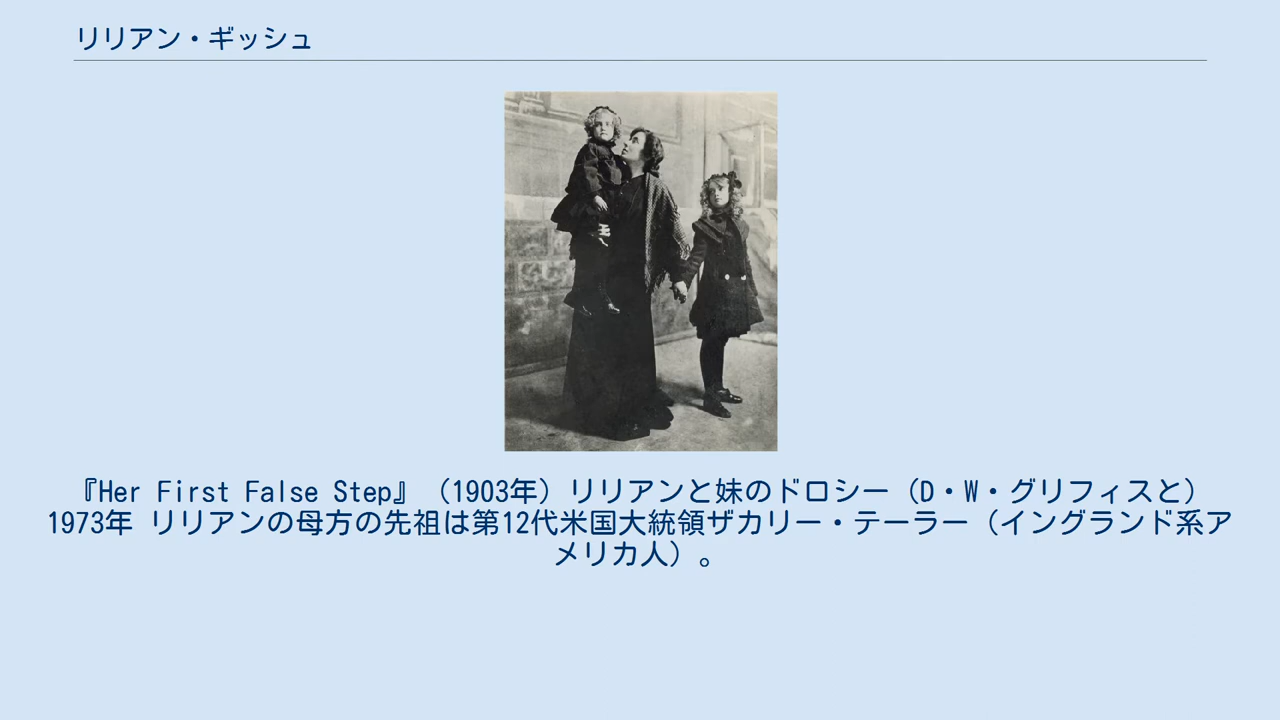 リリアン・ギッシュ
『Her First False Step』（1903年）リリアンと妹のドロシー（D・W・グリフィスと）
1973年 リリアンの母方の先祖は第12代米国大統領ザカリー・テーラー（イングランド系ア
メリカ人）。